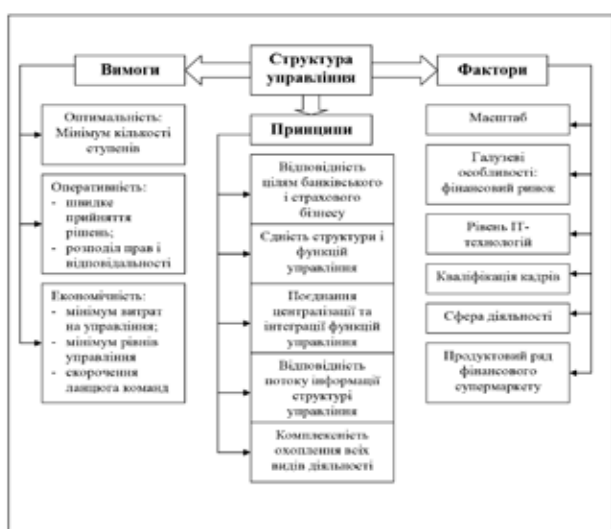 Структура
управління
Вимоги
Оптимальність:
Мінімум кількості
ступенів
Оперативність:
- швидке
прийняття
рішень;
- розподіл прав і
відповідальності
Економічність:
- мінімум витрат
на управління;
- мінімум рівнів
управління
- скорочення
ланцюга команд
Принципи
Відповідність
цілям банківського
і страхового
бізнесу
Єдність структури і
функцій
управління
Поєднання
централізації та
інтеграції функцій
управління
Відповідність
потоку інформації
структурі
управління
Комплексність
охоплення всіх
видів діяльності
Фактори
Масштаб
Галузеві
особливості:
фінансовий ринок
Рівень ІТ-
технологій
Кваліфікація кадрів
Сфера діяльності
Продуктовий ряд
фінансового
супермаркету